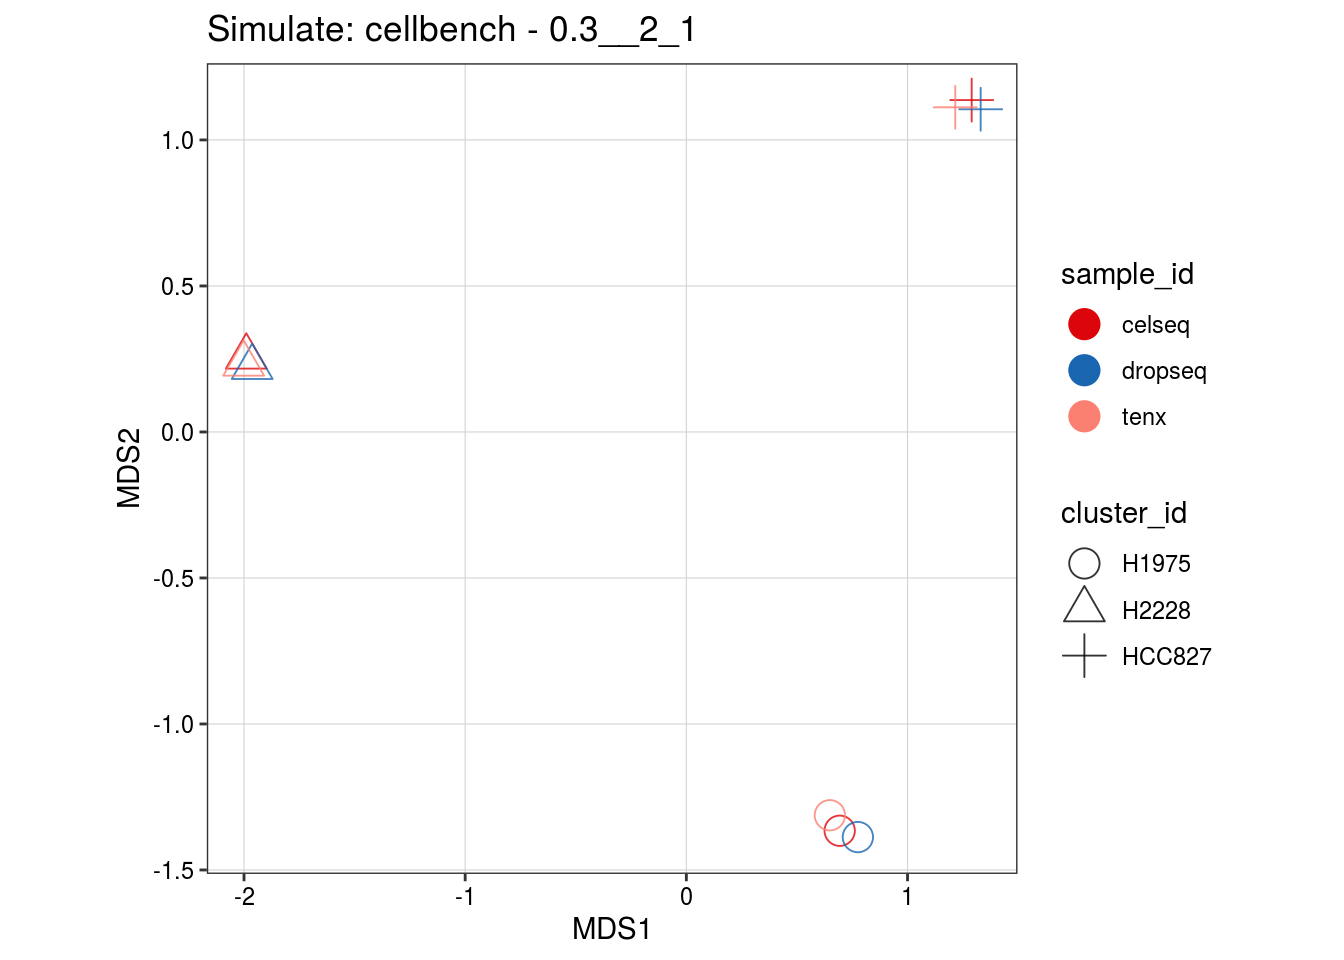 Simulate: cellbench - 0.3__2_1
1.0
0.5
0.0
-0.5
-1.0
-1.5
MDS2
-2
-1
0
1
MDS1
sample_id
celseq
dropseq
tenx
cluster_id
H1975
H2228
HCC827